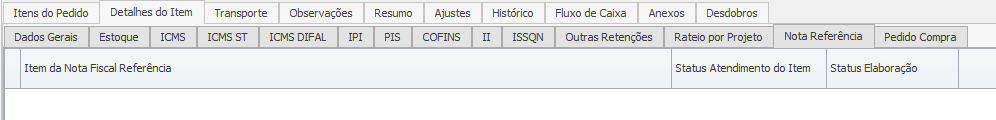 Itens do Pedido Detalhes do Item Transporte Observações Resumo Ajustes Histórico Fluxo de Caixa Anexos Desdobros
Dados Gerais Estoque ICMS ICMS ST ICMS DIFAL IPI PIS COFINS II ISSQN Outras Retenções Rateio por Projeto Nota Referência Pedido Compra
Item da Nota Fiscal Referência Status Atendimento do Item Status Elaboração